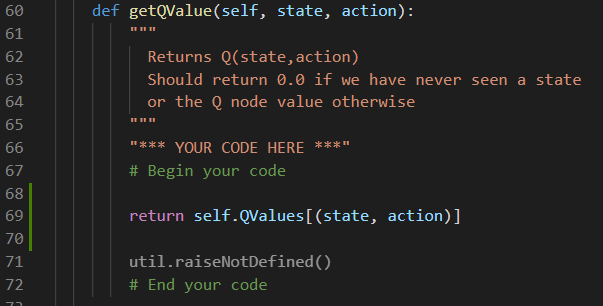 60 def getQValue(self, state, action):
61 """
62 Returns Q(state,action)
63 Should return 0.0 if we have never seen a state
64 or the Q node value otherwise
65 """
66 "*** YOUR CODE HERE ***"
67 # Begin your code
68
69 return self.QValues[(state, action)]
70
71 util.raiseNotDefined()
72 # End your code